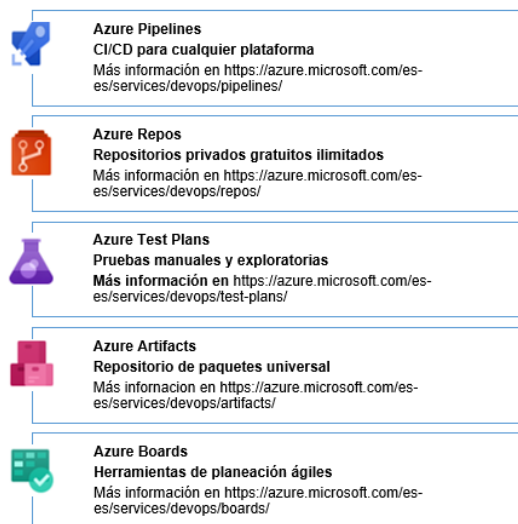 Azure Pipelines
CI/CD para cualquier plataforma
Más información en https://azure.microsoft.com/es-
es/services/devops/pipelines/
Azure Repos
Repositorios privados gratuitos ilimitados
Más información en https://azure.microsoft.com/es-
es/services/devops/repos/
Azure Test Plans
Pruebas manuales y exploratorias
Más información en https://azure.microsoft.com/es-
es/services/devops/test-plans/
Azure Artifacts
Repositorio de paquetes universal
Más infornacion en https://azure.microsoft.com/es-
es/services/devops/artifacts/
Azure Boards
Herramientas de planeación ágiles
Más información en https://azure.microsoft.com/es-
es/services/devops/boards/